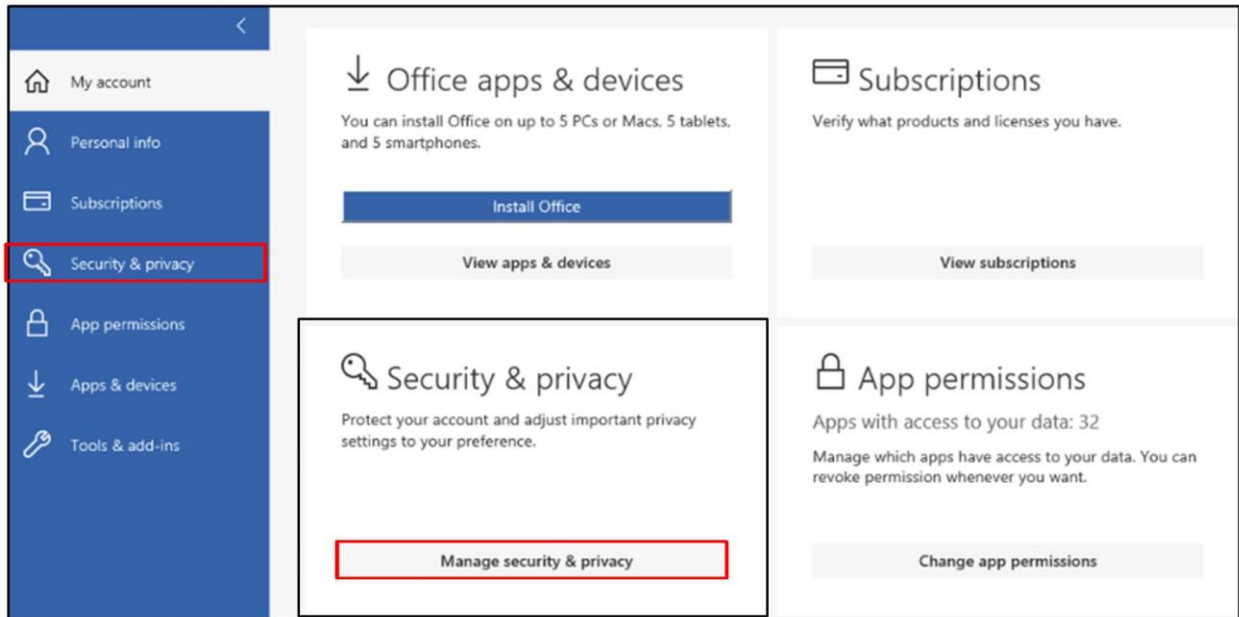 My account
Personal info
Subscriptions
Security & privacy
App permissions
Apps & devices
Tools & add-ins
Office apps & devices
You can install Office on up to 5 PCs or Macs, 5 tablets,
and 5 smartphones.
Install Office
View apps & devices
Subscriptions
Verify what products and licenses you have.
View subscriptions
Security & privacy
Protect your account and adjust important privacy
settings to your preference.
Manage security & privacy
App permissions
Apps with access to your data: 32
Manage which apps have access to your data. You can
revoke permission whenever you want.
Change app permissions